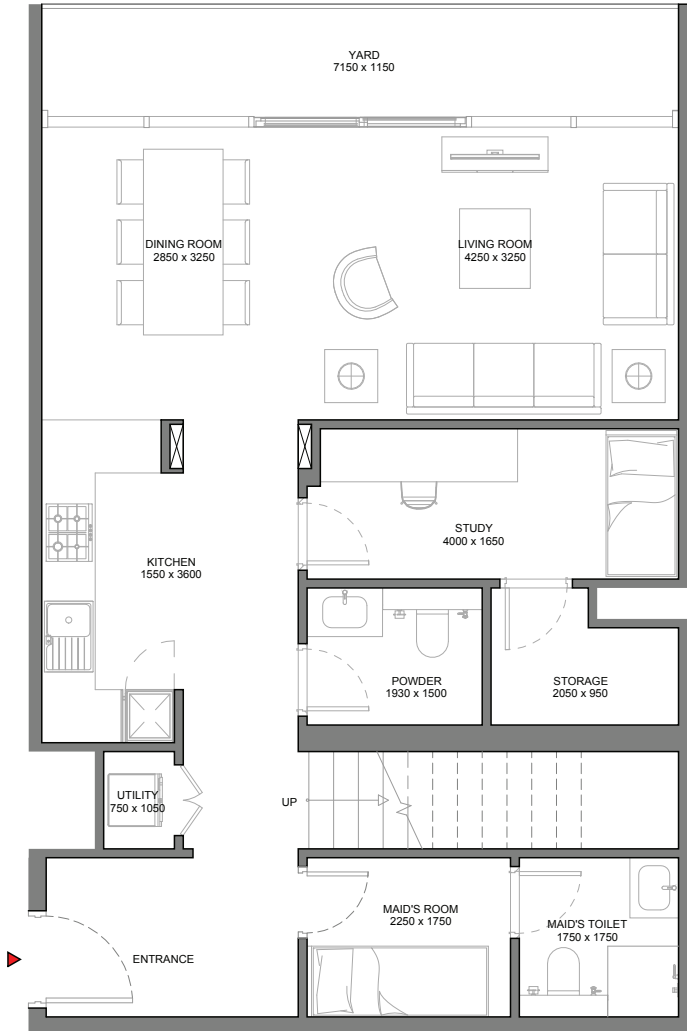 YARD
7150 x 1150
DINING ROOM
2850 x 3250
LIVING ROOM
4250 x 3250
STUDY
4000 x 1650
KITCHEN
1550 x 3600
POWDER
1930 x 1500
STORAGE
2050 x 950
UTILITY
750 x 1050
UP
MAID'S ROOM
2250 x 1750
MAID'S TOILET
1750 x 1750
ENTRANCE